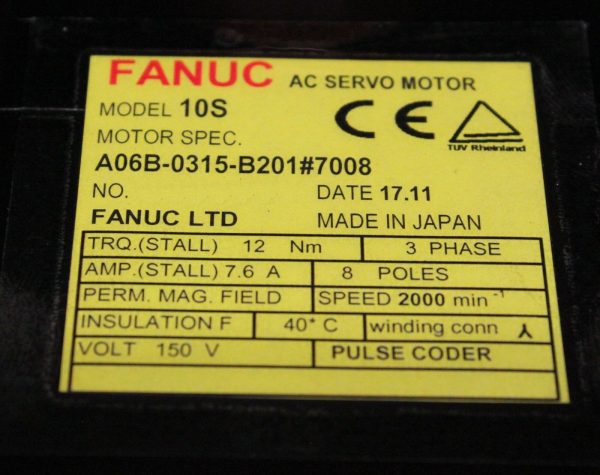 FANUC AC SERVO MOTOR
MODEL 10S
CE
TUV Rheinland
MOTOR SPEC.
A06B-0315-B201#7008
NO. DATE 17.11
FANUC LTD MADE IN JAPAN
TRQ.(STALL) 12 Nm 3 PHASE
AMP.(STALL) 7.6 A 8 POLES
PERM. MAG. FIELD SPEED 2000 min⁻¹
INSULATION F 40° C winding conn ⅄
VOLT 150 V PULSE CODER